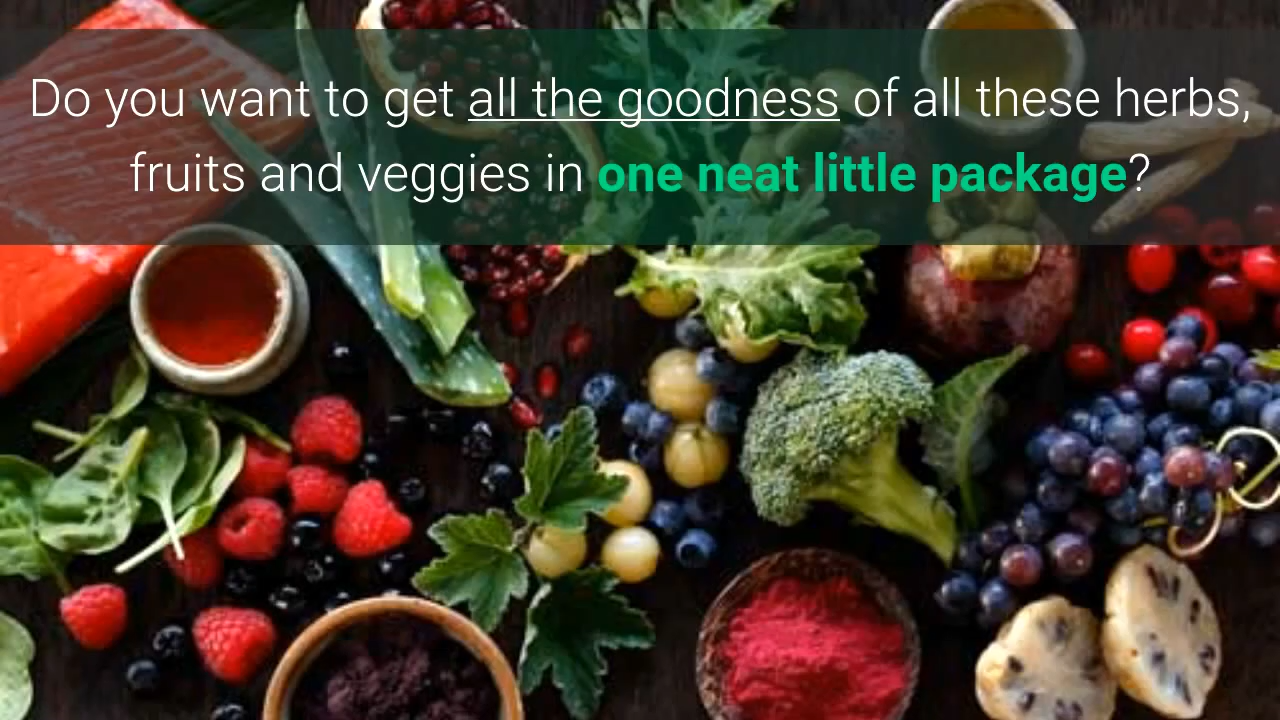 Do you want to get all the goodness of all these herbs,
fruits and veggies in one neat little package?